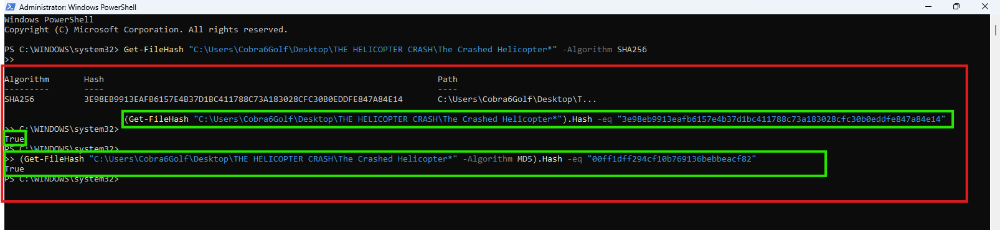 Administrator: Windows PowerShell
Windows PowerShell
Copyright (C) Microsoft Corporation. All rights reserved.
PS C:\WINDOWS\system32> Get-FileHash "C:\Users\Cobra6Golf\Desktop\THE HELICOPTER CRASH\The Crashed Helicopter*" -Algorithm SHA256
>>
Algorithm Hash Path
--------- ---- ----
SHA256 3E98EB9913EAFB6157E4B37D1BC411788C73A183028CFC30B0EDDFE847A84E14 C:\Users\Cobra6Golf\Desktop\T...
(Get-FileHash "C:\Users\Cobra6Golf\Desktop\THE HELICOPTER CRASH\The Crashed Helicopter*").Hash -eq "3e98eb9913eafb6157e4b37d1bc411788c73a183028cfc30b0eddfe847a84e14"
>> C:\WINDOWS\system32>
True
PS C:\WINDOWS\system32>
>> (Get-FileHash "C:\Users\Cobra6Golf\Desktop\THE HELICOPTER CRASH\The Crashed Helicopter*" -Algorithm MD5).Hash -eq "00ff1dff294cf10b769136bebbeacf82"
True
PS C:\WINDOWS\system32>